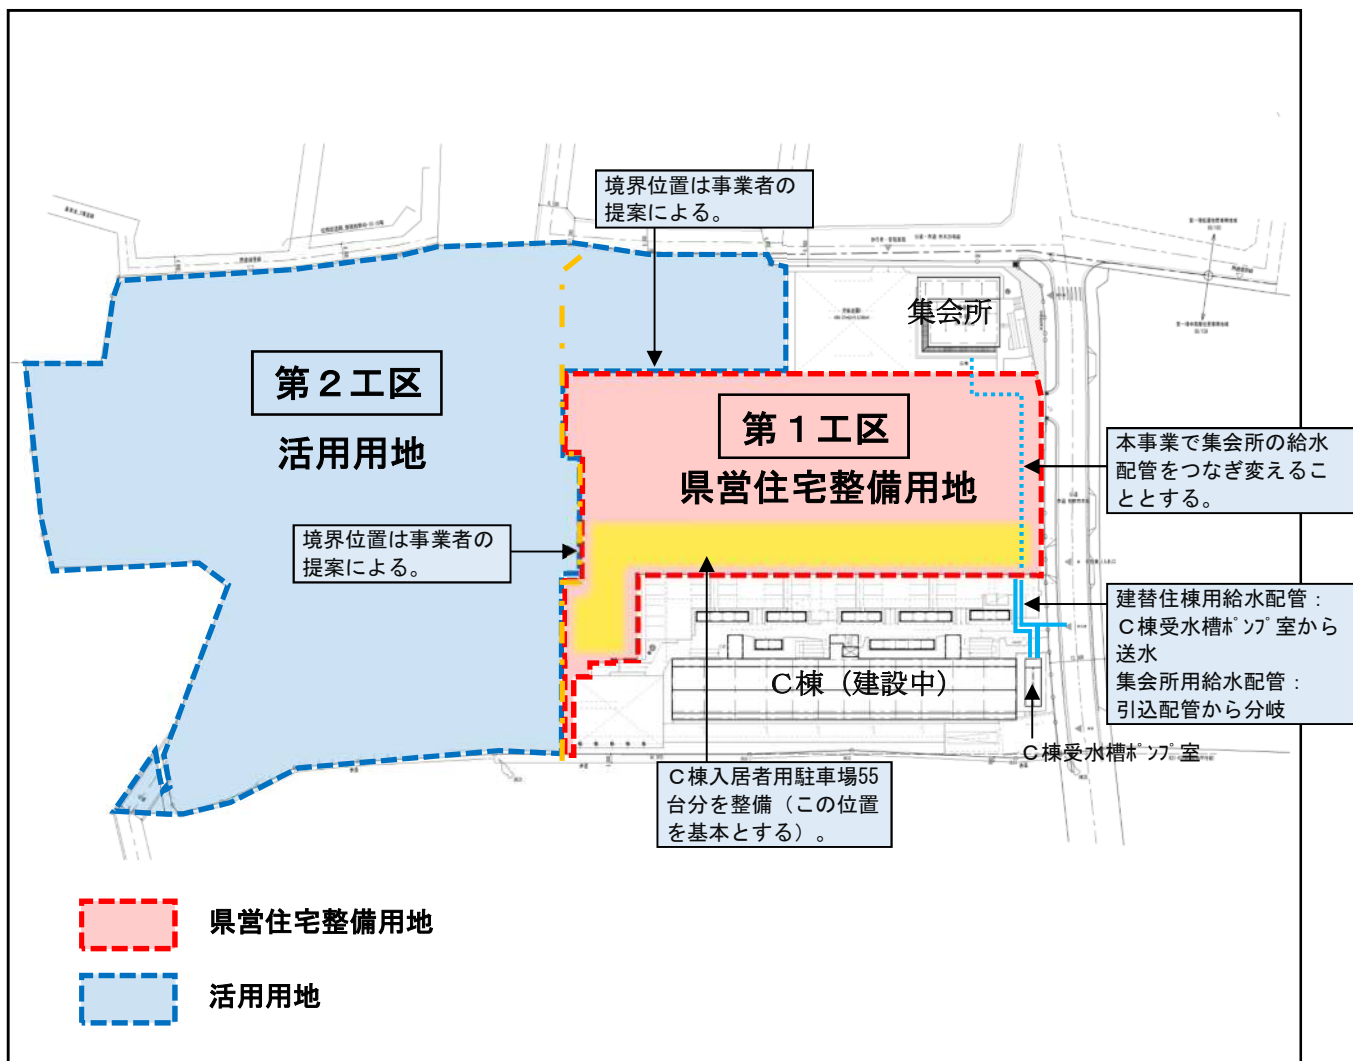 境界位置は事業者の
提案による。
集会所
第２工区
活用用地
第１工区
県営住宅整備用地
本事業で集会所の給水
配管をつなぎ変えるこ
ととする。
境界位置は事業者の
提案による。
建替住棟用給水配管：
Ｃ棟受水槽ﾎﾟﾝﾌﾟ室から
送水
集会所用給水配管：
引込配管から分岐
Ｃ棟（建設中）
Ｃ棟受水槽ﾎﾟﾝﾌﾟ室
Ｃ棟入居者用駐車場55
台分を整備（この位置
を基本とする）。
県営住宅整備用地
活用用地